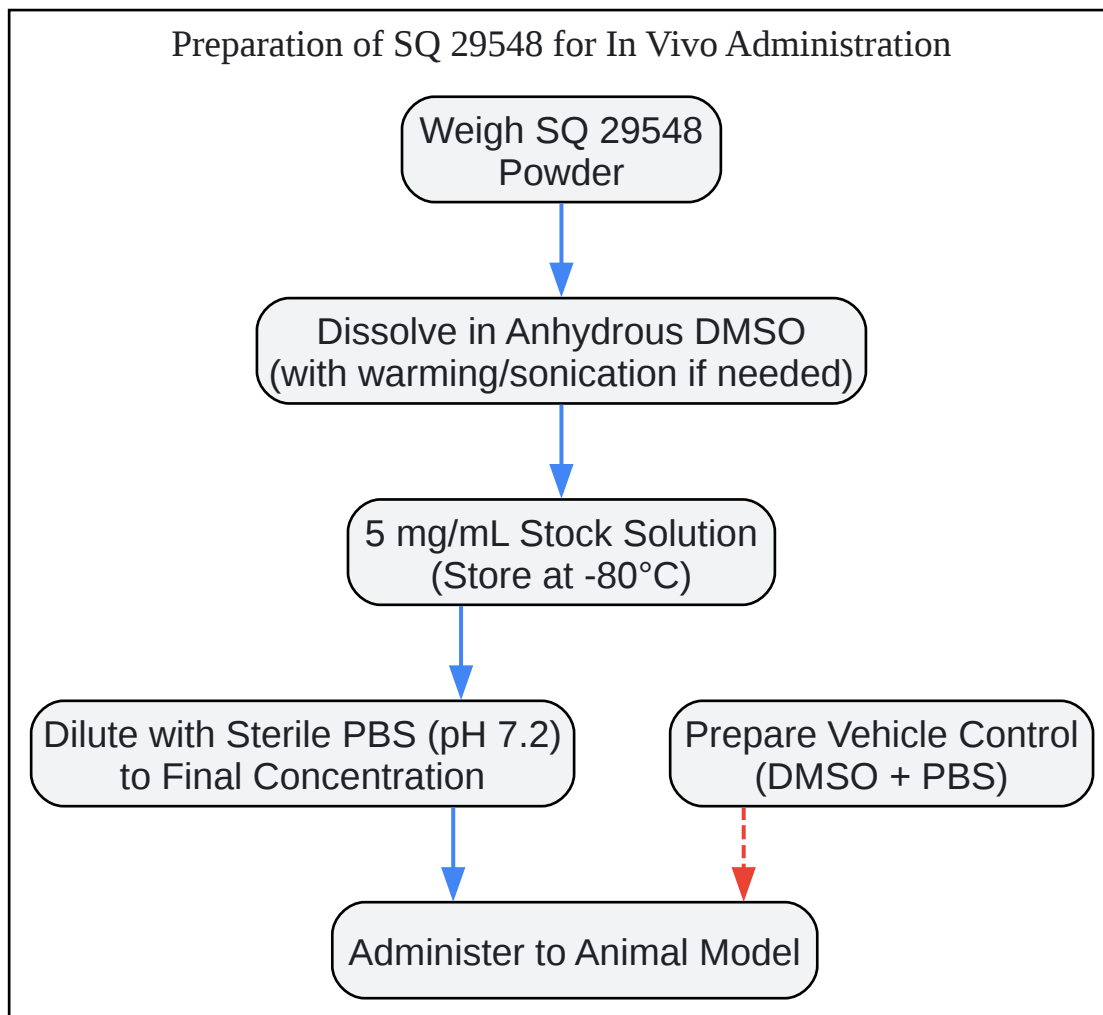 Preparation of SQ 29548 for In Vivo Administration
Weigh SQ 29548
Powder
Dissolve in Anhydrous DMSO
(with warming/sonication if needed)
5 mg/mL Stock Solution
(Store at -80°C)
Dilute with Sterile PBS (pH 7.2)
to Final Concentration
Prepare Vehicle Control
(DMSO + PBS)
Administer to Animal Model